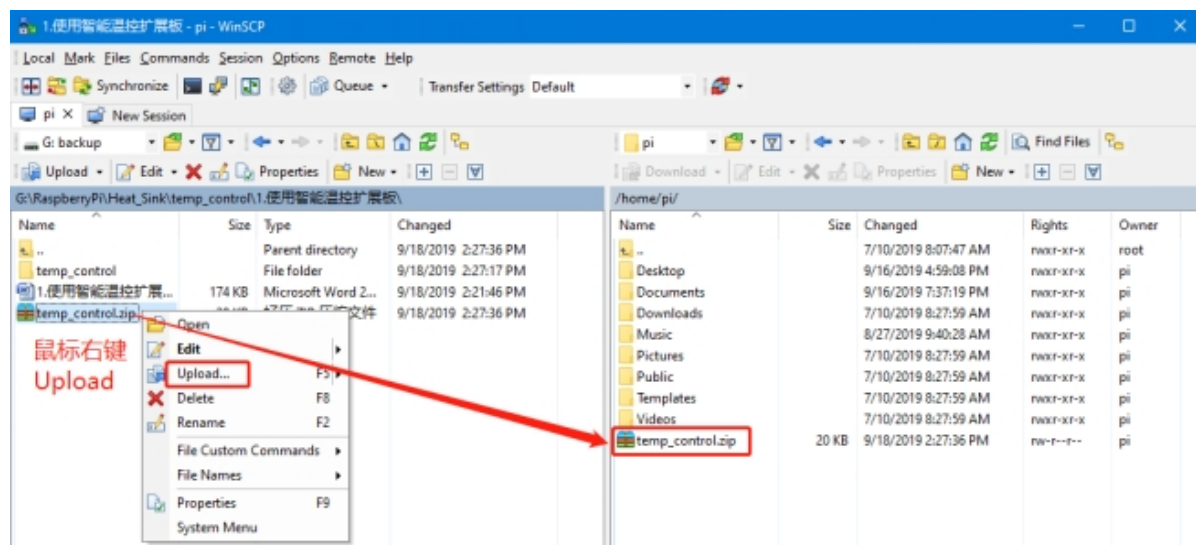 1.使用智能温控扩展板 - pi - WinSCP
Local Mark Files Commands Session Options Remote Help
Synchronize Queue Transfer Settings Default
pi New Session
G: backup
Upload Edit Properties New
G:\RaspberryPi\Heat_Sink\temp_control\1.使用智能温控扩展板\
Name Size Type Changed
.. Parent directory 9/18/2019 2:27:36 PM
temp_control File folder 9/18/2019 2:27:17 PM
1.使用智能温控扩展... 174 KB Microsoft Word 2... 9/18/2019 2:21:46 PM
temp_control.zip 压缩文件 9/18/2019 2:27:36 PM
鼠标右键
Upload
Open
Edit
Upload... F5
Delete F8
Rename F2
File Custom Commands
File Names
Properties F9
System Menu
pi Find Files
Download Edit Properties New
/home/pi/
Name Size Changed Rights Owner
.. 7/10/2019 8:07:47 AM rwxr-xr-x root
Desktop 9/16/2019 4:59:08 PM rwxr-xr-x pi
Documents 9/16/2019 7:37:19 PM rwxr-xr-x pi
Downloads 7/10/2019 8:27:59 AM rwxr-xr-x pi
Music 8/27/2019 9:40:28 AM rwxr-xr-x pi
Pictures 7/10/2019 8:27:59 AM rwxr-xr-x pi
Public 7/10/2019 8:27:59 AM rwxr-xr-x pi
Templates 7/10/2019 8:27:59 AM rwxr-xr-x pi
Videos 7/10/2019 8:27:59 AM rwxr-xr-x pi
temp_control.zip 20 KB 9/18/2019 2:27:36 PM rw-r--r-- pi